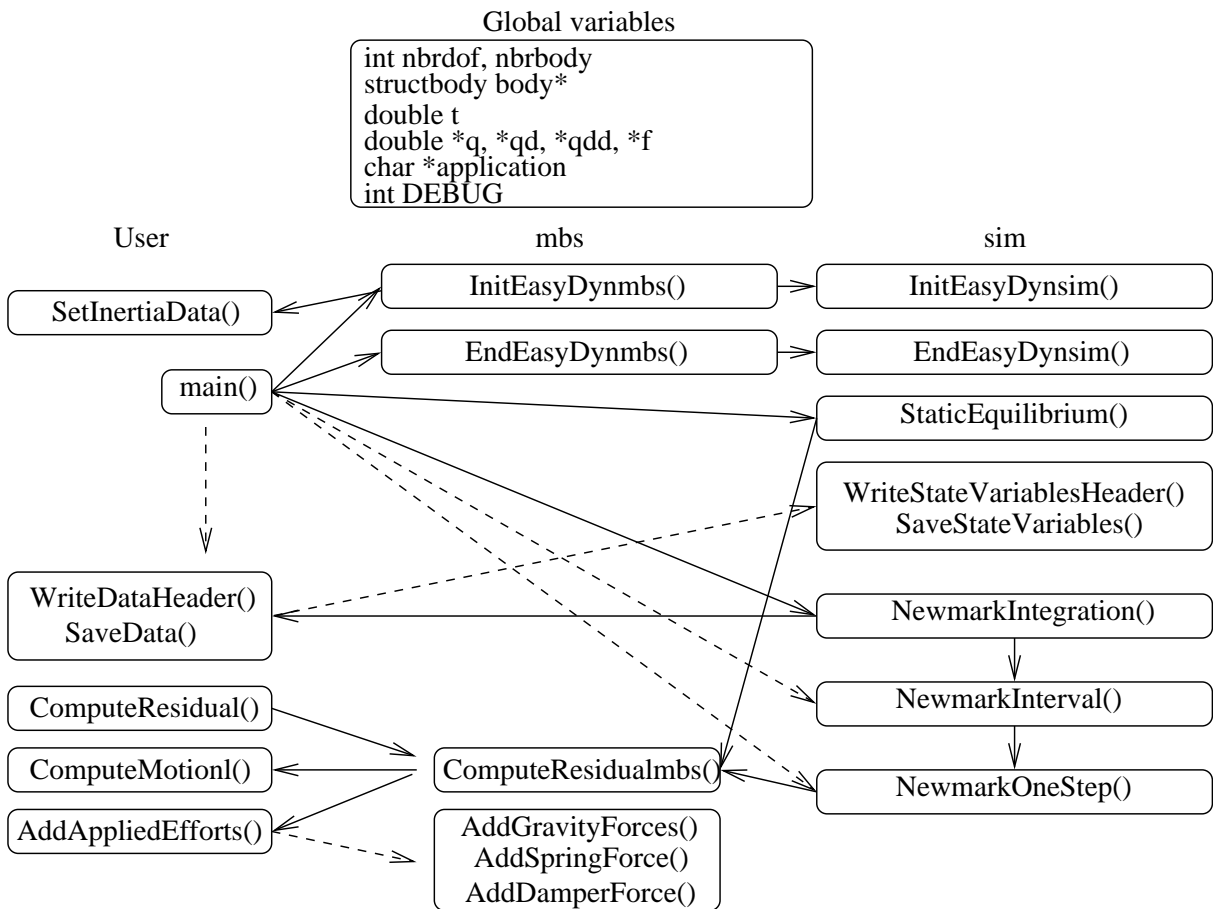 Global variables
int nbrdof, nbrbody
structbody body*
double t
double *q, *qd, *qdd, *f
char *application
int DEBUG
User
mbs
sim
InitEasyDynmbs()
InitEasyDynsim()
SetInertiaData()
EndEasyDynmbs()
EndEasyDynsim()
main()
StaticEquilibrium()
WriteStateVariablesHeader()
SaveStateVariables()
WriteDataHeader()
SaveData()
NewmarkIntegration()
ComputeResidual()
NewmarkInterval()
ComputeMotionl()
ComputeResidualmbs()
NewmarkOneStep()
AddAppliedEfforts()
AddGravityForces()
AddSpringForce()
AddDamperForce()